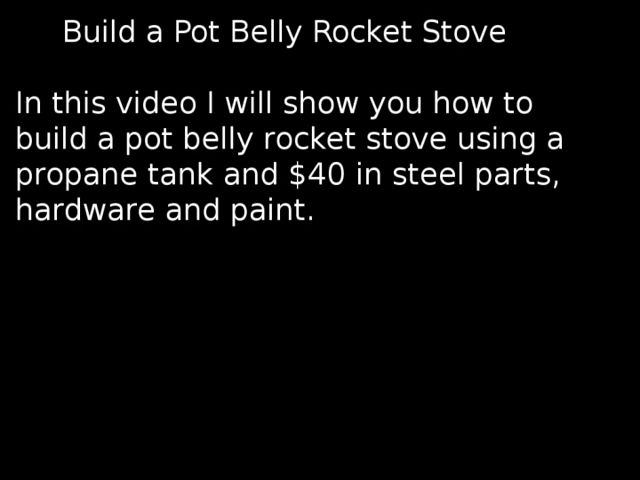 Build a Pot Belly Rocket Stove
In this video I will show you how to
build a pot belly rocket stove using a
propane tank and $40 in steel parts,
hardware and paint.